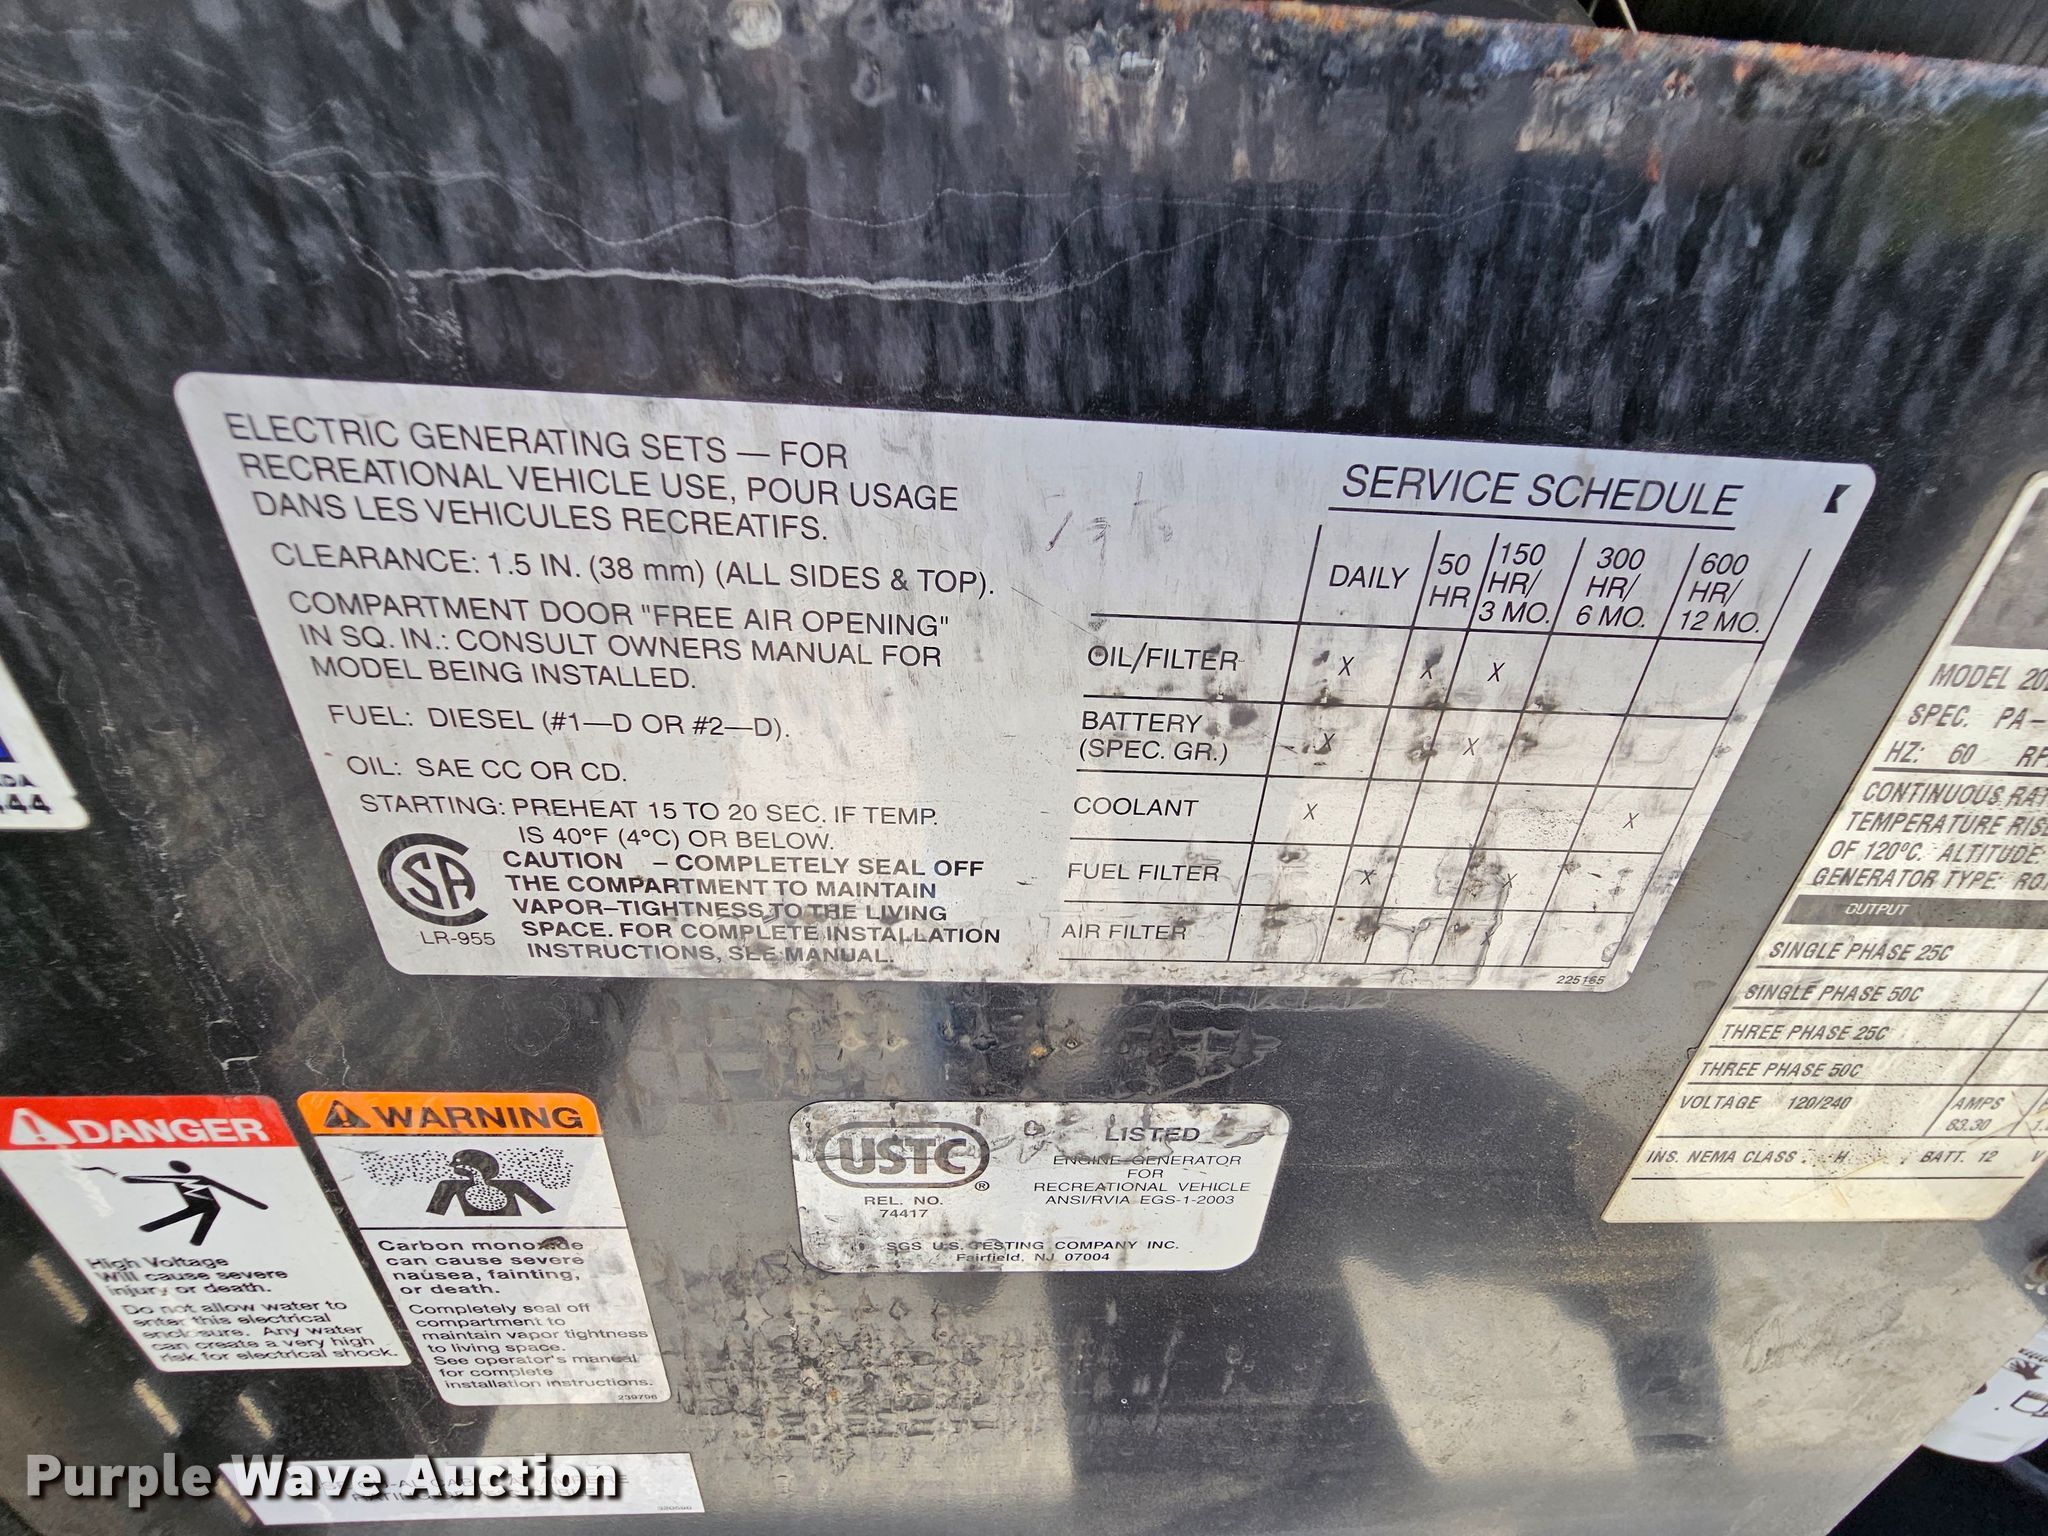 ELECTRIC GENERATING SETS — FOR
RECREATIONAL VEHICLE USE, POUR USAGE
DANS LES VEHICULES RECREATIFS.
CLEARANCE: 1.5 IN. (38 mm) (ALL SIDES & TOP).
COMPARTMENT DOOR "FREE AIR OPENING"
IN SQ. IN.: CONSULT OWNERS MANUAL FOR
MODEL BEING INSTALLED.
FUEL: DIESEL (#1—D OR #2—D).
OIL: SAE CC OR CD.
STARTING: PREHEAT 15 TO 20 SEC. IF TEMP.
IS 40°F (4°C) OR BELOW.
CAUTION – COMPLETELY SEAL OFF
THE COMPARTMENT TO MAINTAIN
VAPOR–TIGHTNESS TO THE LIVING
SPACE. FOR COMPLETE INSTALLATION
INSTRUCTIONS, SEE MANUAL.
CSA
LR-955
SERVICE SCHEDULE
DAILY 50 HR 150 HR/ 3 MO. 300 HR/ 6 MO. 600 HR/ 12 MO.
OIL/FILTER X X X
BATTERY (SPEC. GR.) X X
COOLANT X X
FUEL FILTER X X
AIR FILTER X
225165
MODEL
SPEC. PA-
HZ: 60
CONTINUOUS
TEMPERATURE
OF 120°C. ALTITUDE:
GENERATOR TYPE:
OUTPUT
SINGLE PHASE 25C
SINGLE PHASE 50C
THREE PHASE 25C
THREE PHASE 50C
VOLTAGE 120/240 AMPS
83.30
INS. NEMA CLASS. H BATT. 12 V
44
DANGER
High Voltage
Will cause severe
injury or death.
Do not allow water to
enter this electrical
enclosure. Any water
can create a very high
risk for electrical shock.
WARNING
Carbon monoxide
can cause severe
nausea, fainting,
or death.
Completely seal off
compartment to
maintain vapor tightness
to living space.
See operator's manual
for complete
installation instructions.
239796
USTC ®
REL. NO.
74417
LISTED
ENGINE GENERATOR
FOR
RECREATIONAL VEHICLE
ANSI/RVIA EGS-1-2003
SGS U.S. TESTING COMPANY INC.
Fairfield, NJ 07004
Purple Wave Auction